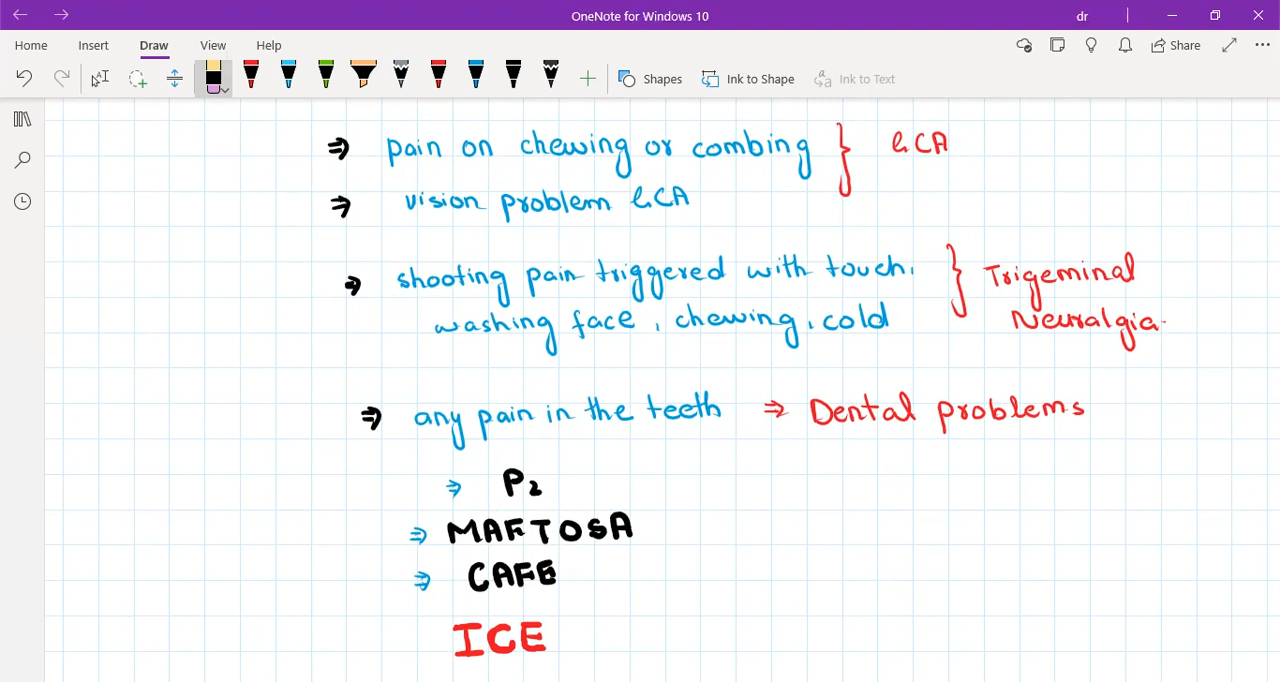 OneNote for Windows 10
dr
Home Insert Draw View Help
Share
Shapes Ink to Shape Ink to Text
⇒ pain on chewing or combing } GCA
⇒ vision problem GCA
⇒ shooting pain triggered with touch, } Trigeminal
washing face, chewing, cold Neuralgia
⇒ any pain in the teeth ⇒ Dental problems
⇒ P2
⇒ MAFTOSA
⇒ CAFE
ICE